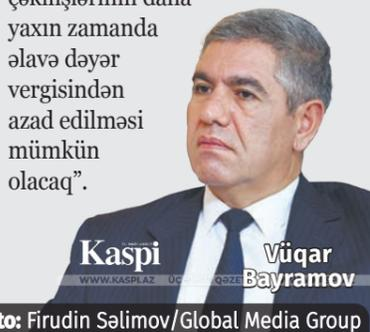 çəkilişlərinin daha
yaxın zamanda
əlavə dəyər
vergisindən
azad edilməsi
mümkün
olacaq”.
Kaspi
WWW.KASPI.AZ
Vüqar
Bayramov
to: Firudin Səlimov/Global Media Group